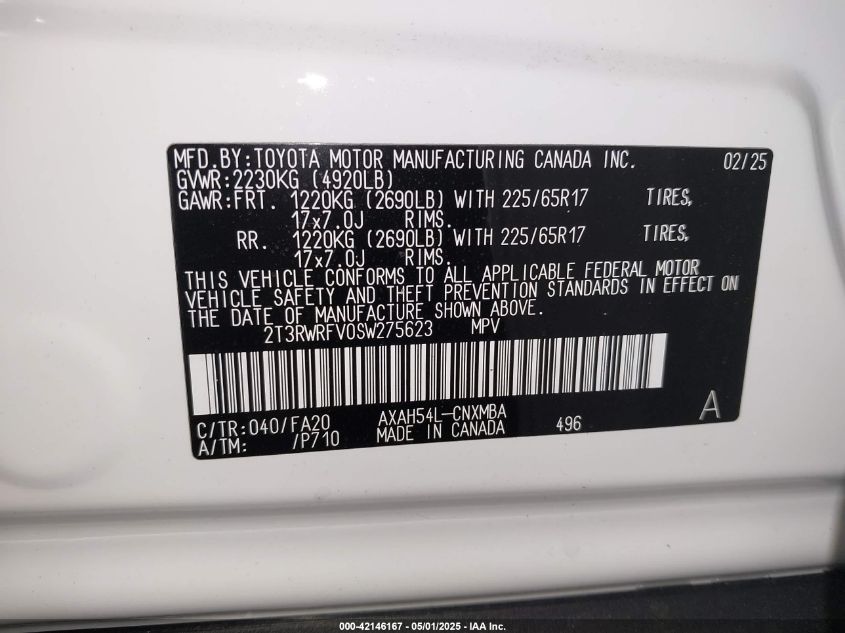 MFD.BY:TOYOTA MOTOR MANUFACTURING CANADA INC. 02/25
GVWR:2230KG (4920LB)
GAWR:FRT. 1220KG (2690LB) WITH 225/65R17 TIRES,
17x7.0J RIMS.
RR. 1220KG (2690LB) WITH 225/65R17 TIRES,
17x7.0J RIMS.
THIS VEHICLE CONFORMS TO ALL APPLICABLE FEDERAL MOTOR
VEHICLE SAFETY AND THEFT PREVENTION STANDARDS IN EFFECT ON
THE DATE OF MANUFACTURE SHOWN ABOVE.
2T3RWRFV0SW275623 MPV
C/TR:040/FA20 AXAH54L-CNXMBA 496 A
A/TM: /P710 MADE IN CANADA
000-42146167 - 05/01/2025 - IAA Inc.